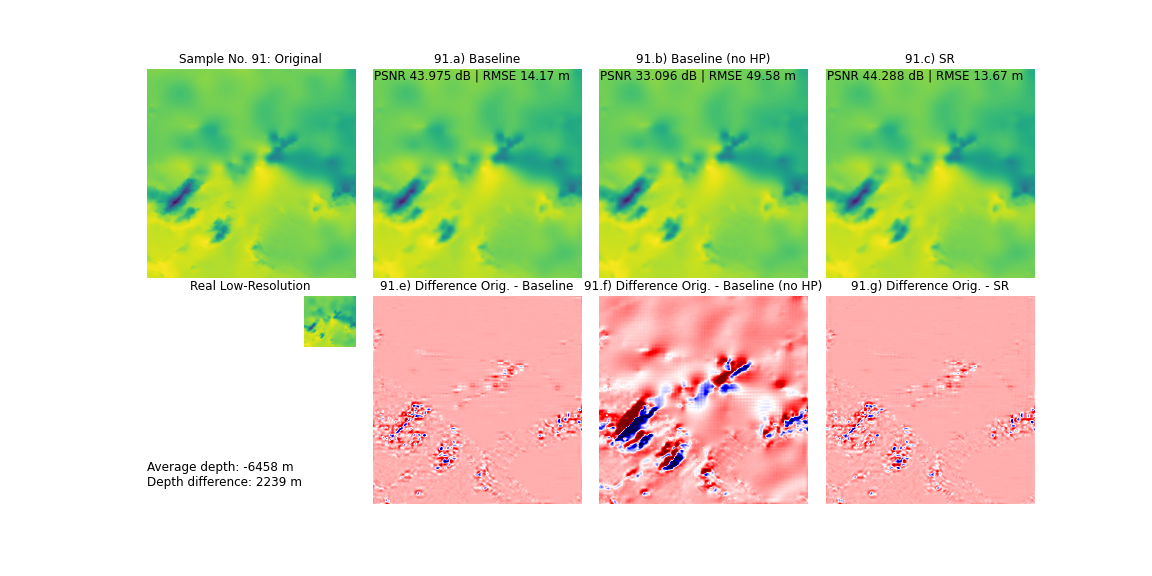 Sample No. 91: Original
91.a) Baseline
91.b) Baseline (no HP)
91.c) SR
PSNR 43.975 dB | RMSE 14.17 m
PSNR 33.096 dB | RMSE 49.58 m
PSNR 44.288 dB | RMSE 13.67 m
Real Low-Resolution
91.e) Difference Orig. - Baseline
91.f) Difference Orig. - Baseline (no HP)
91.g) Difference Orig. - SR
Average depth: -6458 m
Depth difference: 2239 m